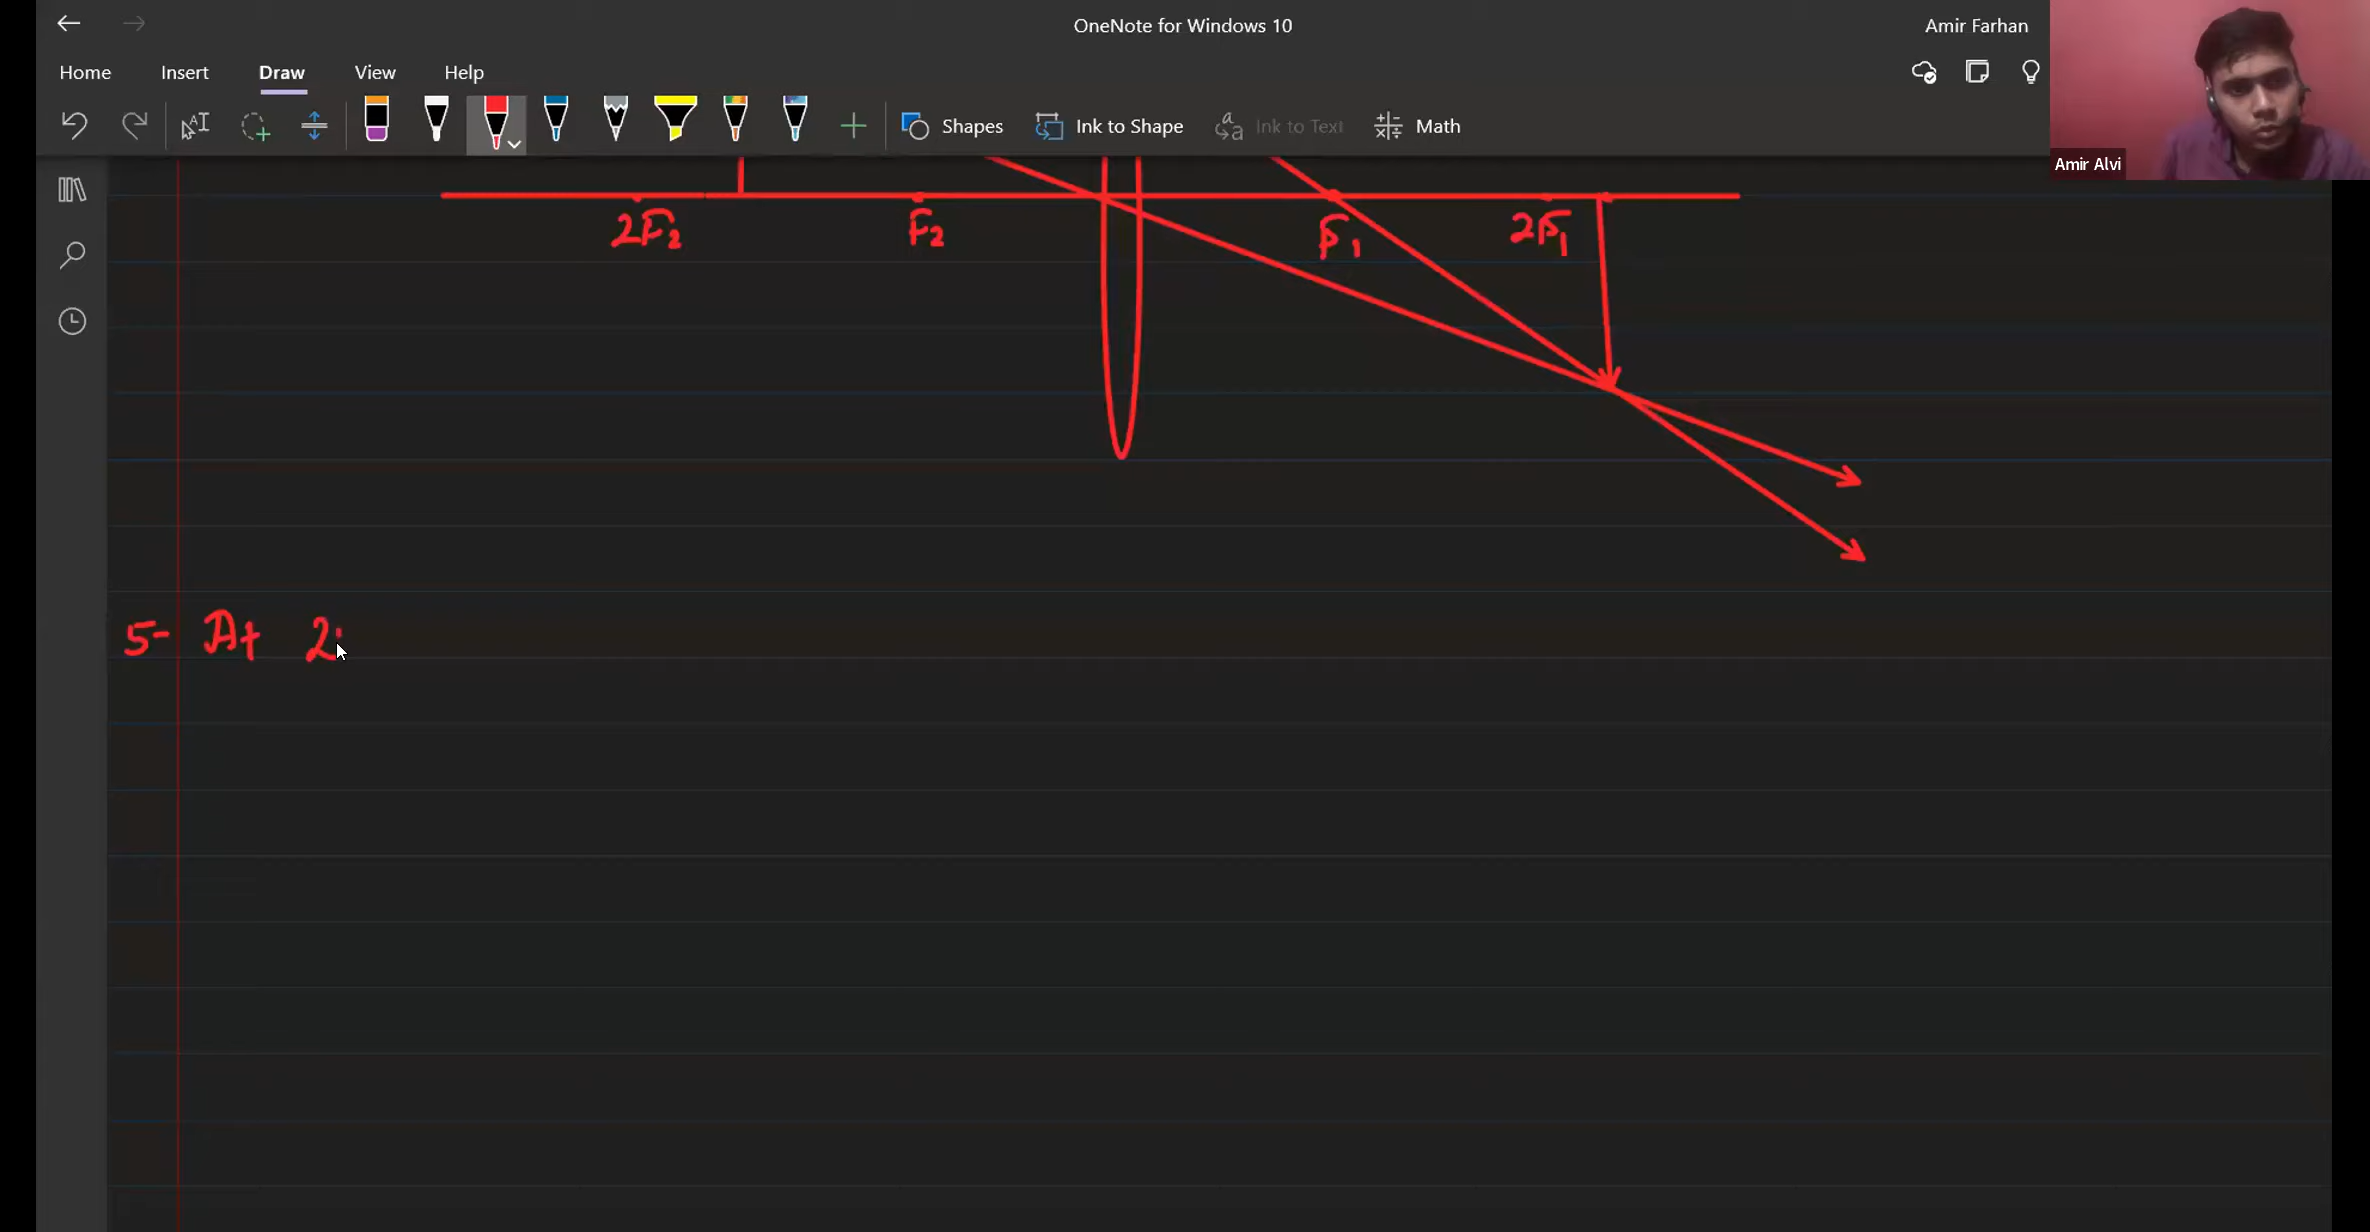 OneNote for Windows 10
Amir Farhan
Home Insert Draw View Help
Shapes Ink to Shape Ink to Text Math
Amir Alvi
2F₂ F₂ F₁ 2F₁
5- At 2